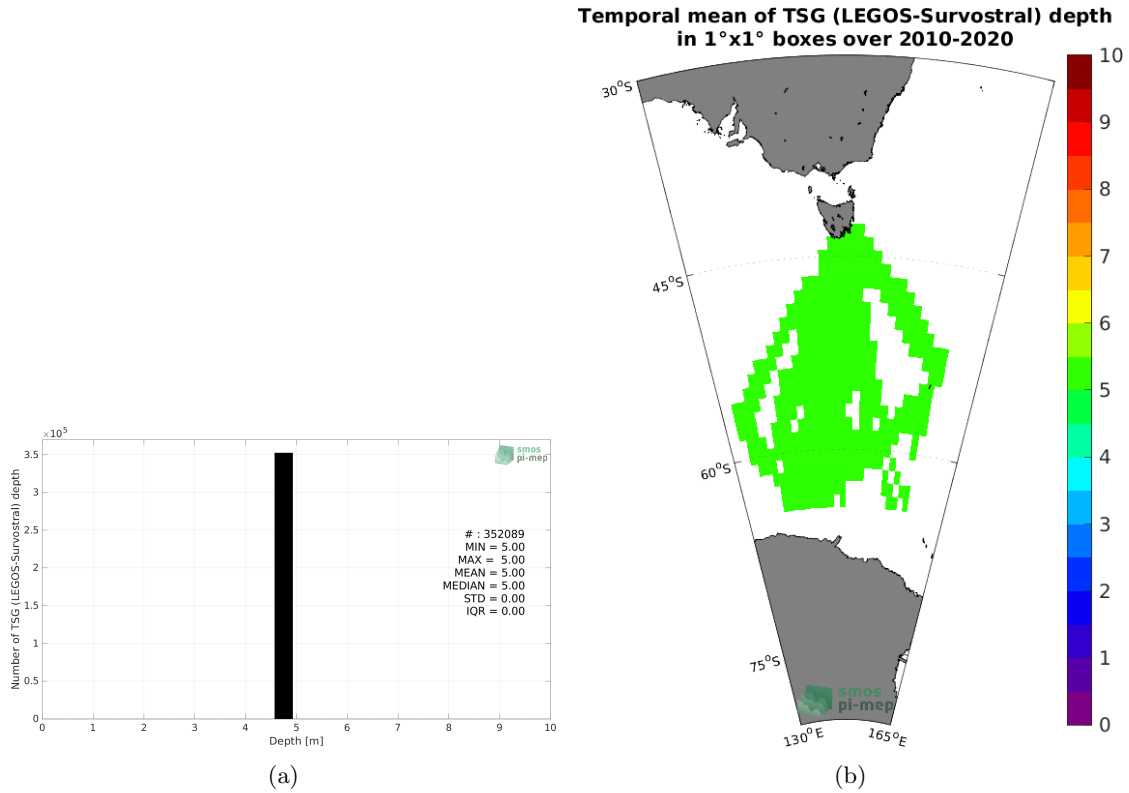 Temporal mean of TSG (LEGOS-Survostral) depth
in 1°x1° boxes over 2010-2020
30°S
45°S
60°S
75°S
130°E
165°E
10
9
8
7
6
5
4
3
2
1
0
smos
pi-mep
×10⁵
3.5
3
2.5
2
1.5
1
0.5
0
Number of TSG (LEGOS-Survostral) depth
smos
pi-mep
# : 352089
MIN = 5.00
MAX = 5.00
MEAN = 5.00
MEDIAN = 5.00
STD = 0.00
IQR = 0.00
0 1 2 3 4 5 6 7 8 9 10
Depth [m]
(a)
(b)